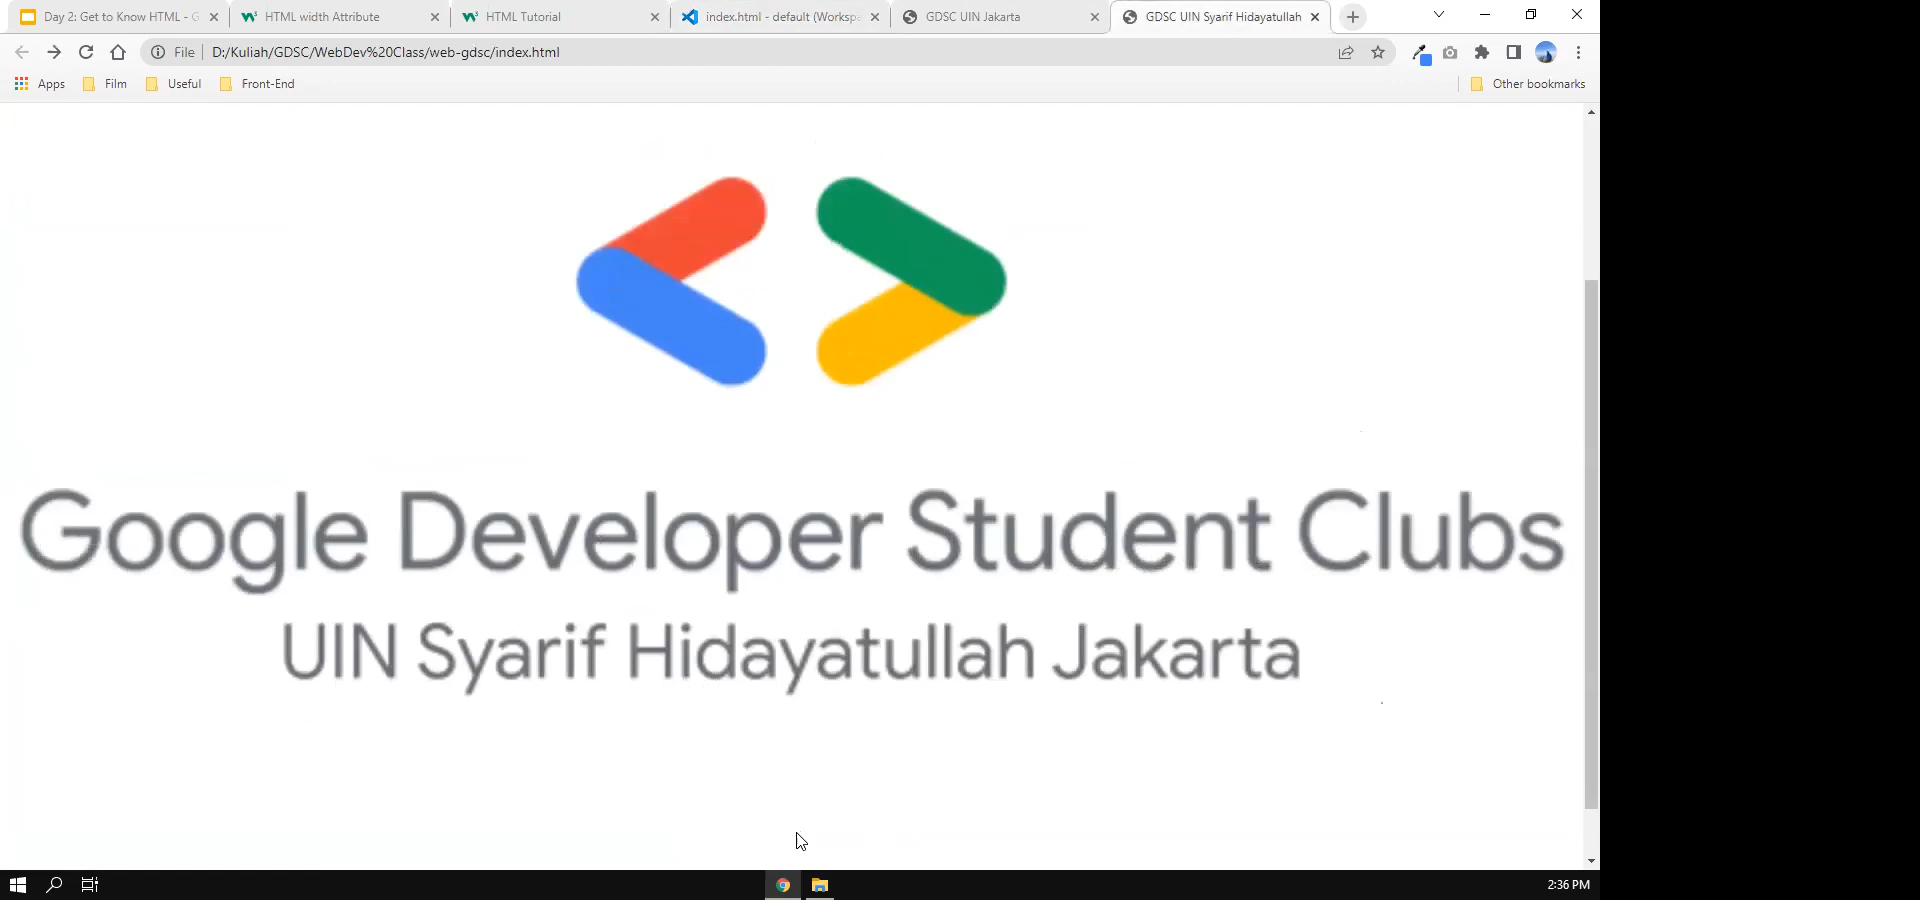 Day 2: Get to Know HTML - G
HTML width Attribute
HTML Tutorial
index.html - default (Workspa
GDSC UIN Jakarta
GDSC UIN Syarif Hidayatullah
File
D:/Kuliah/GDSC/WebDev%20Class/web-gdsc/index.html
Apps
Film
Useful
Front-End
Other bookmarks
Google Developer Student Clubs
UIN Syarif Hidayatullah Jakarta
2:36 PM